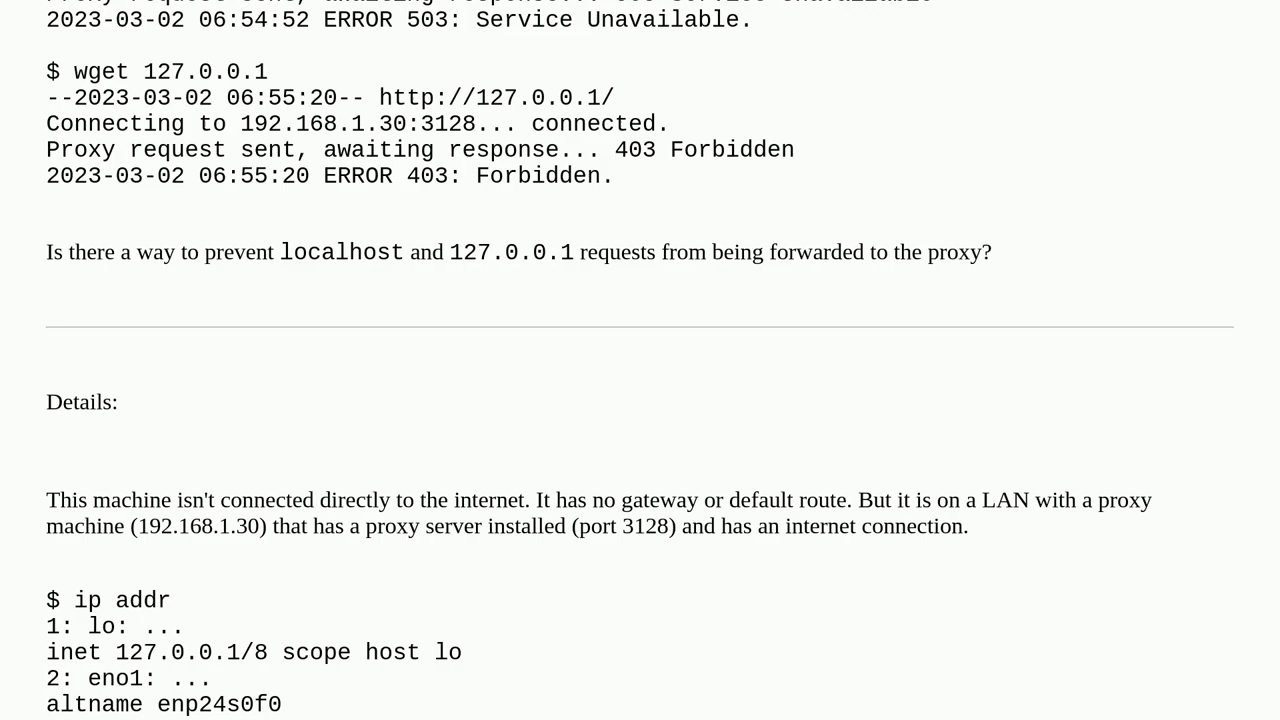 2023-03-02 06:54:52 ERROR 503: Service Unavailable.
$ wget 127.0.0.1
--2023-03-02 06:55:20-- http://127.0.0.1/
Connecting to 192.168.1.30:3128... connected.
Proxy request sent, awaiting response... 403 Forbidden
2023-03-02 06:55:20 ERROR 403: Forbidden.
Is there a way to prevent localhost and 127.0.0.1 requests from being forwarded to the proxy?
Details:
This machine isn't connected directly to the internet. It has no gateway or default route. But it is on a LAN with a proxy
machine (192.168.1.30) that has a proxy server installed (port 3128) and has an internet connection.
$ ip addr
1: lo: ...
inet 127.0.0.1/8 scope host lo
2: eno1: ...
altname enp24s0f0